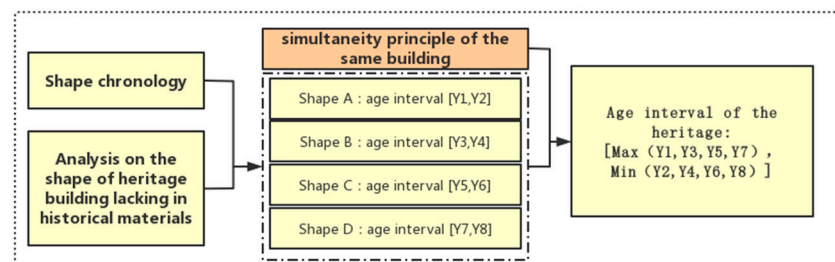 Shape chronology
Analysis on the
shape of heritage
building lacking in
historical materials
simultaneity principle of the
same building
Shape A：age interval [Y1,Y2]
Shape B：age interval [Y3,Y4]
Shape C：age interval [Y5,Y6]
Shape D：age interval [Y7,Y8]
Age interval of the
heritage:
[Max（Y1,Y3,Y5,Y7）,
Min（Y2,Y4,Y6,Y8）]